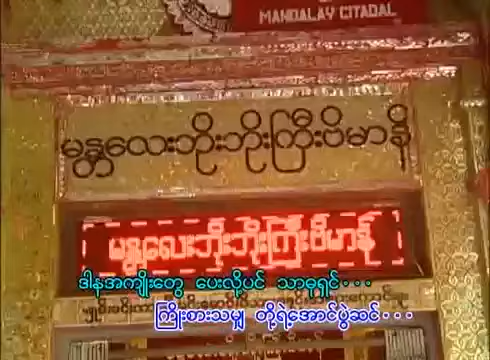 MANDALAY CITADAL
မန္တလေးဘိုးဘိုးကြီးဗိမာန်
မန္တလေးဘိုးဘိုးကြီးဗိမာန်
ဒါနအကျိုးတွေ ပေးလို့ပင် သာဓုရှင်...
ကြိုးစားသမျှ တို့ရဲ့အောင်ပွဲဆင်...